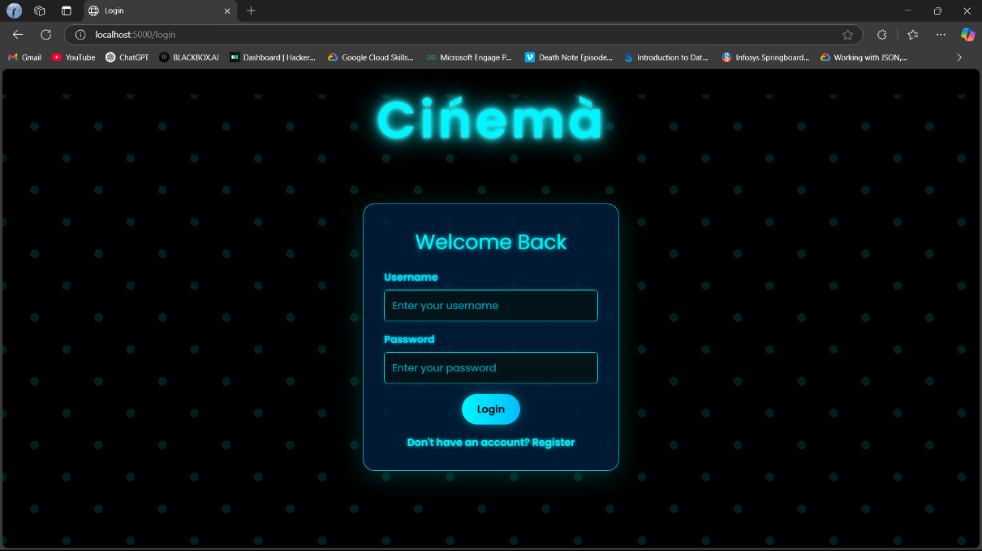 Login
localhost:5000/login
Gmail YouTube ChatGPT BLACKBOX.AI Dashboard | Hacker... Google Cloud Skills... Microsoft Engage P... Death Note Episode... Introduction to Dat... Infosys Springboard... Working with JSON,...
Cińemà
Welcome Back
Username
Enter your username
Password
Enter your password
Login
Don't have an account? Register